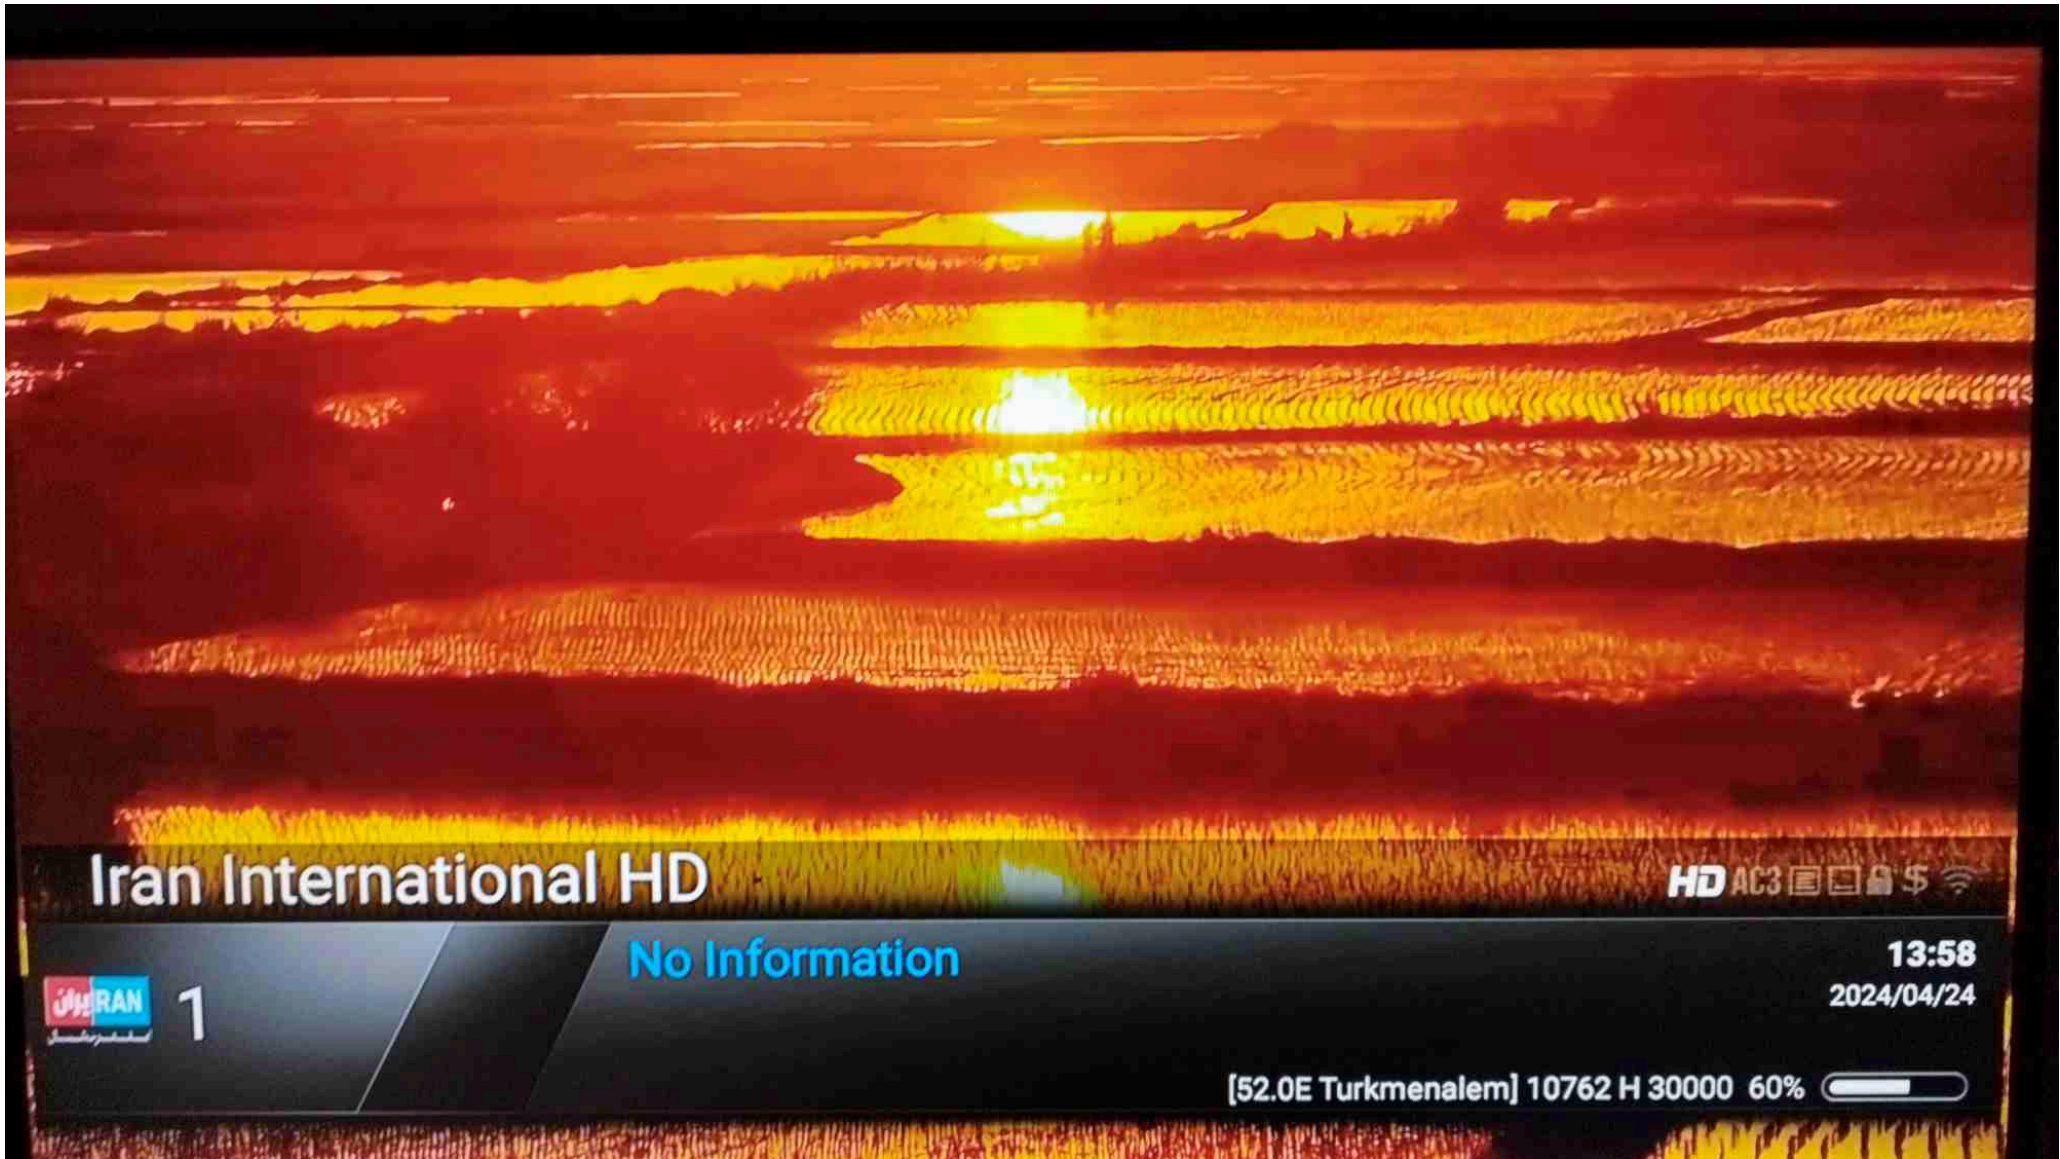 Iran International HD
HD AC3 $
No Information
13:58
ایران IRAN
1
2024/04/24
[52.0E Turkmenalem] 10762 H 30000 60%